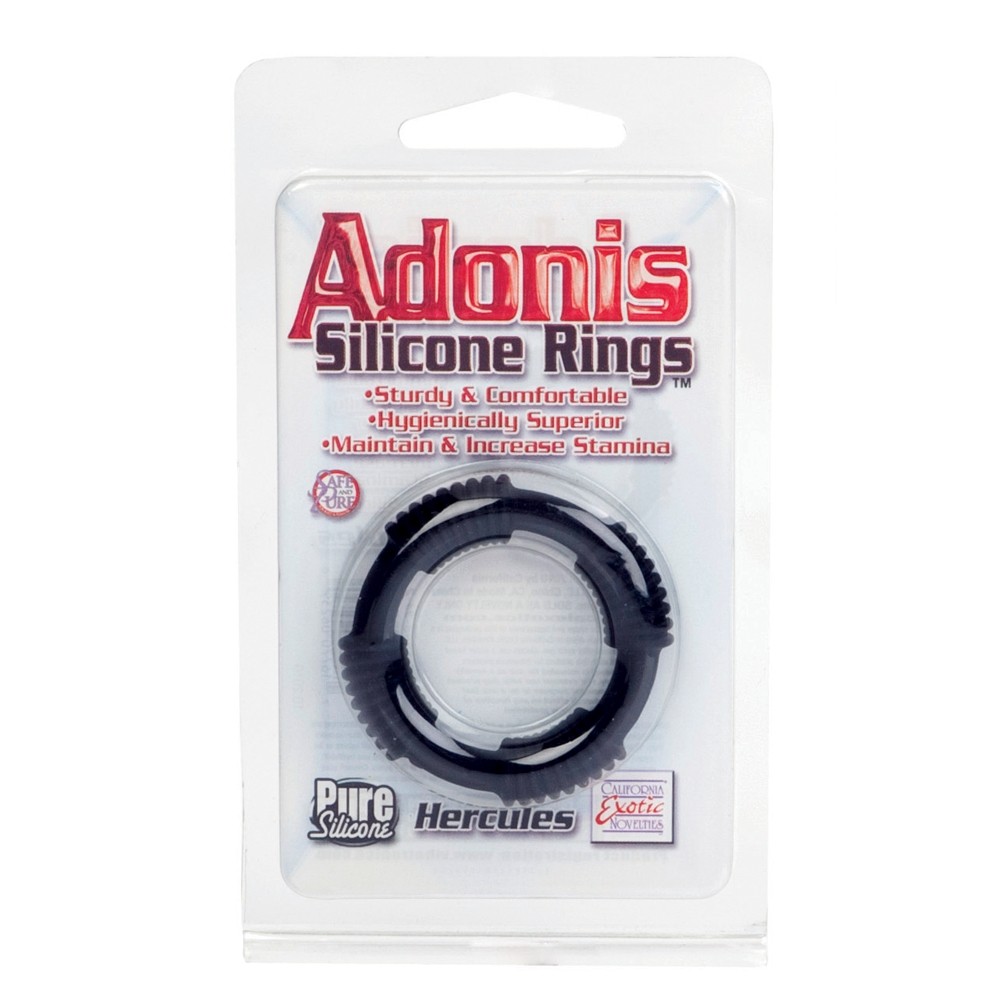 Adonis
Silicone Rings™
•Sturdy & Comfortable
•Hygienically Superior
•Maintain & Increase Stamina
SAFE
AND
PURE
Pure
Silicone
Hercules
CALIFORNIA
Exotic
NOVELTIES